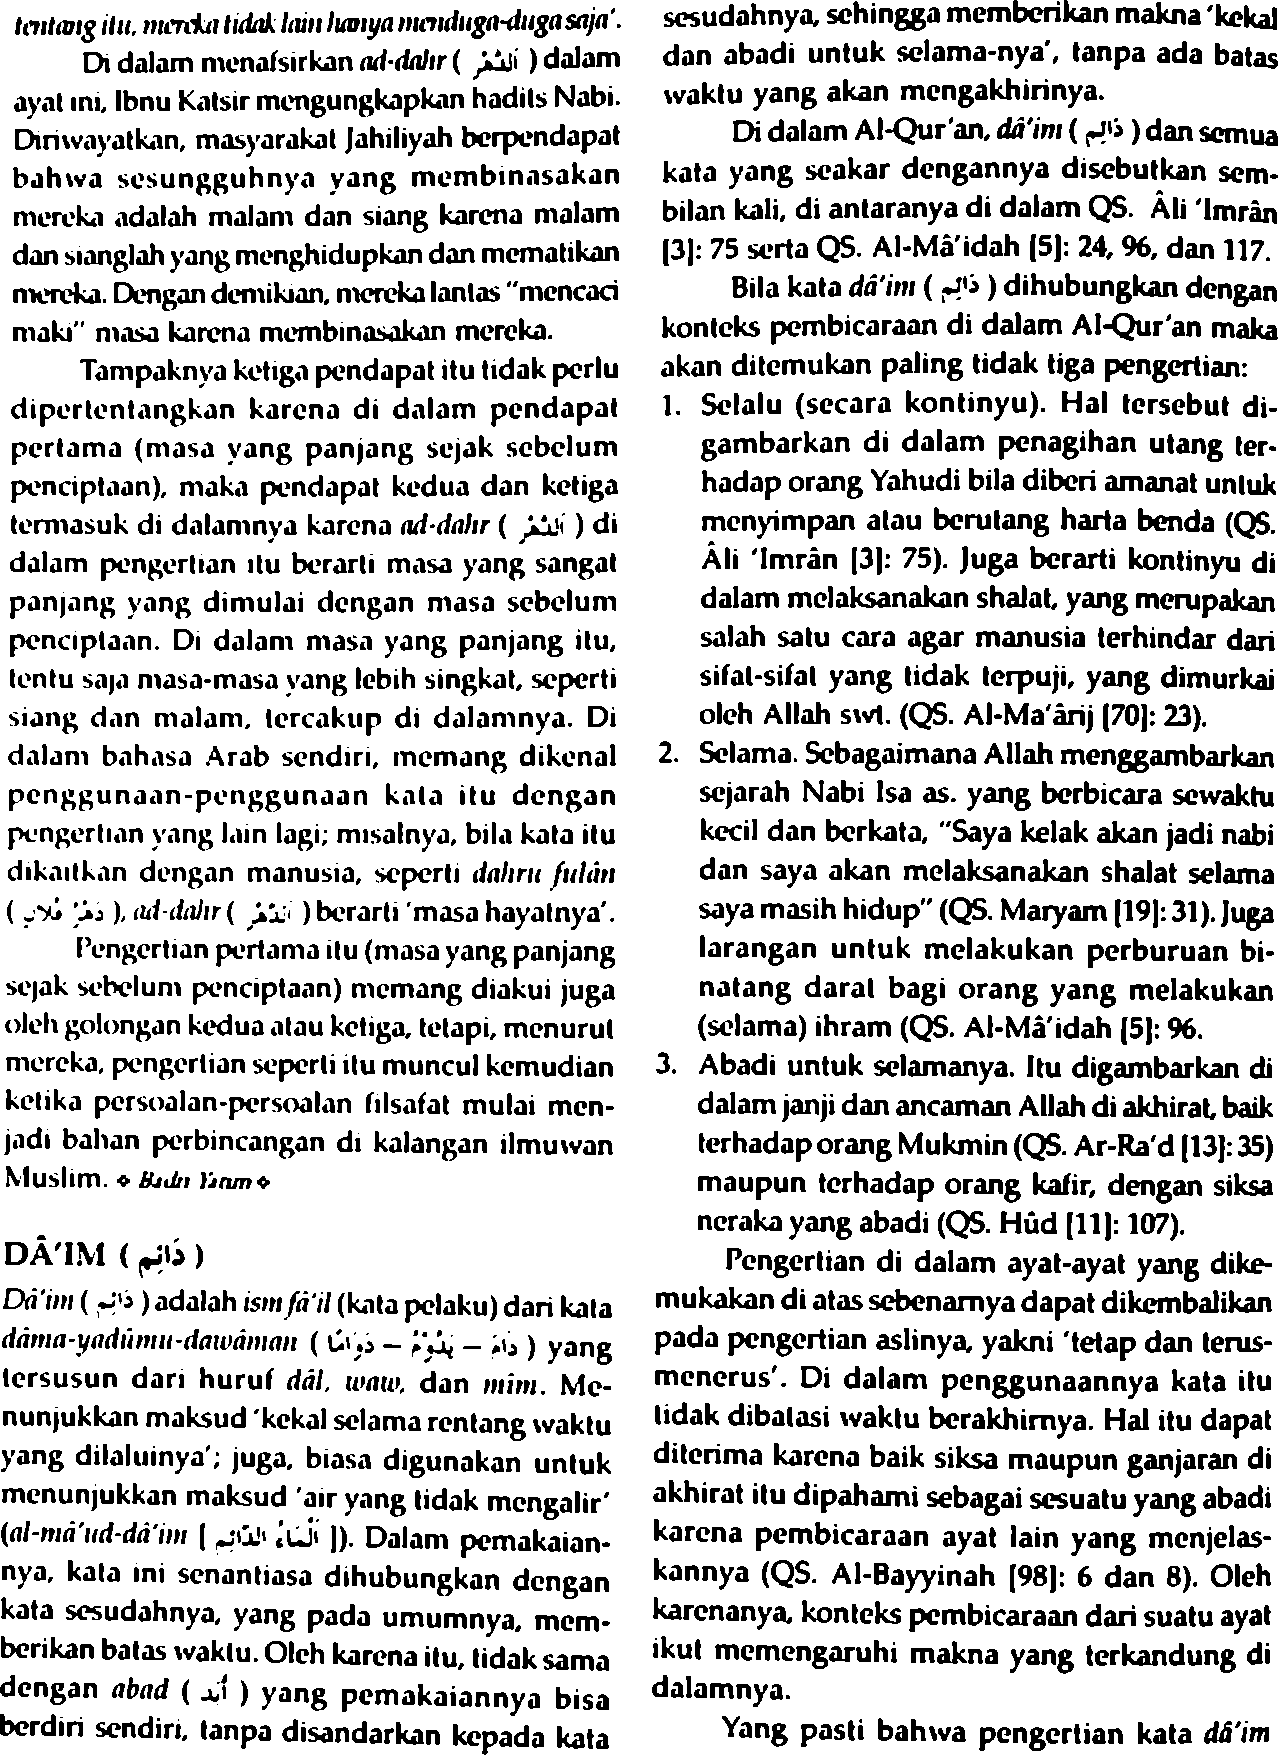 tentang itu, mereka tidak lain hanya menduga-duga saja'.
Di dalam menafsirkan ad-dahr ( اَلدَّهْرُ ) dalam
ayat ini, Ibnu Katsir mengungkapkan hadits Nabi.
Diriwayatkan, masyarakat Jahiliyah berpendapat
bahwa sesungguhnya yang membinasakan
mereka adalah malam dan siang karena malam
dan sianglah yang menghidupkan dan mematikan
mereka. Dengan demikian, mereka lantas "mencaci
maki" masa karena membinasakan mereka.
Tampaknya ketiga pendapat itu tidak perlu
dipertentangkan karena di dalam pendapat
pertama (masa yang panjang sejak sebelum
penciptaan), maka pendapat kedua dan ketiga
termasuk di dalamnya karena ad-dahr ( اَلدَّهْرُ ) di
dalam pengertian itu berarti masa yang sangat
panjang yang dimulai dengan masa sebelum
penciptaan. Di dalam masa yang panjang itu,
tentu saja masa-masa yang lebih singkat, seperti
siang dan malam, tercakup di dalamnya. Di
dalam bahasa Arab sendiri, memang dikenal
penggunaan-penggunaan kata itu dengan
pengertian yang lain lagi; misalnya, bila kata itu
dikaitkan dengan manusia, seperti dahru fulân
( دَهْرُ فُلَانٍ ), ad-dahr ( اَلدَّهْرُ ) berarti 'masa hayatnya'.
Pengertian pertama itu (masa yang panjang
sejak sebelum penciptaan) memang diakui juga
oleh golongan kedua atau ketiga, tetapi, menurut
mereka, pengertian seperti itu muncul kemudian
ketika persoalan-persoalan filsafat mulai men-
jadi bahan perbincangan di kalangan ilmuwan
Muslim. ❖ Badri Yatim ❖
DÂ'IM ( دَائِم )
Dâ'im ( دَائِم ) adalah ism fâ'il (kata pelaku) dari kata
dâma-yadûmu-dawâman ( دَامَ – يَدُوْمُ – دَوَامًا ) yang
tersusun dari huruf dâl, waw, dan mîm. Me-
nunjukkan maksud 'kekal selama rentang waktu
yang dilaluinya'; juga, biasa digunakan untuk
menunjukkan maksud 'air yang tidak mengalir'
(al-mâ'ud-dâ'im [ اَلْمَاءُ الدَّائِم ]). Dalam pemakaian-
nya, kata ini senantiasa dihubungkan dengan
kata sesudahnya, yang pada umumnya, mem-
berikan batas waktu. Oleh karena itu, tidak sama
dengan abad ( أَبَد ) yang pemakaiannya bisa
berdiri sendiri, tanpa disandarkan kepada kata
sesudahnya, sehingga memberikan makna 'kekal
dan abadi untuk selama-nya', tanpa ada batas
waktu yang akan mengakhirinya.
Di dalam Al-Qur'an, dâ'im ( دَائِم ) dan semua
kata yang seakar dengannya disebutkan sem-
bilan kali, di antaranya di dalam QS. Âli 'Imrân
[3]: 75 serta QS. Al-Mâ'idah [5]: 24, 96, dan 117.
Bila kata dâ'im ( دَائِم ) dihubungkan dengan
konteks pembicaraan di dalam Al-Qur'an maka
akan ditemukan paling tidak tiga pengertian:
1. Selalu (secara kontinyu). Hal tersebut di-
gambarkan di dalam penagihan utang ter-
hadap orang Yahudi bila diberi amanat untuk
menyimpan atau berutang harta benda (QS.
Âli 'Imrân [3]: 75). Juga berarti kontinyu di
dalam melaksanakan shalat, yang merupakan
salah satu cara agar manusia terhindar dari
sifat-sifat yang tidak terpuji, yang dimurkai
oleh Allah swt. (QS. Al-Ma'ârij [70]: 23).
2. Selama. Sebagaimana Allah menggambarkan
sejarah Nabi Isa as. yang berbicara sewaktu
kecil dan berkata, "Saya kelak akan jadi nabi
dan saya akan melaksanakan shalat selama
saya masih hidup" (QS. Maryam [19]: 31). Juga
larangan untuk melakukan perburuan bi-
natang darat bagi orang yang melakukan
(selama) ihram (QS. Al-Mâ'idah [5]: 96.
3. Abadi untuk selamanya. Itu digambarkan di
dalam janji dan ancaman Allah di akhirat, baik
terhadap orang Mukmin (QS. Ar-Ra'd [13]: 35)
maupun terhadap orang kafir, dengan siksa
neraka yang abadi (QS. Hûd [11]: 107).
Pengertian di dalam ayat-ayat yang dike-
mukakan di atas sebenarnya dapat dikembalikan
pada pengertian aslinya, yakni 'tetap dan terus-
menerus'. Di dalam penggunaannya kata itu
tidak dibatasi waktu berakhirnya. Hal itu dapat
diterima karena baik siksa maupun ganjaran di
akhirat itu dipahami sebagai sesuatu yang abadi
karena pembicaraan ayat lain yang menjelas-
kannya (QS. Al-Bayyinah [98]: 6 dan 8). Oleh
karenanya, konteks pembicaraan dari suatu ayat
ikut memengaruhi makna yang terkandung di
dalamnya.
Yang pasti bahwa pengertian kata dâ'im